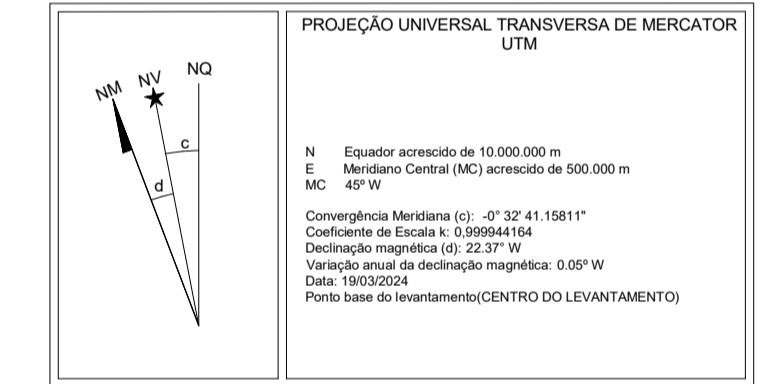 NM
NV
NQ
c
d
PROJEÇÃO UNIVERSAL TRANSVERSA DE MERCATOR
UTM
N Equador acrescido de 10.000.000 m
E Meridiano Central (MC) acrescido de 500.000 m
MC 45º W
Convergência Meridiana (c): -0° 32' 41.15811"
Coeficiente de Escala k: 0,999944164
Declinação magnética (d): 22.37° W
Variação anual da declinação magnética: 0.05º W
Data: 19/03/2024
Ponto base do levantamento(CENTRO DO LEVANTAMENTO)